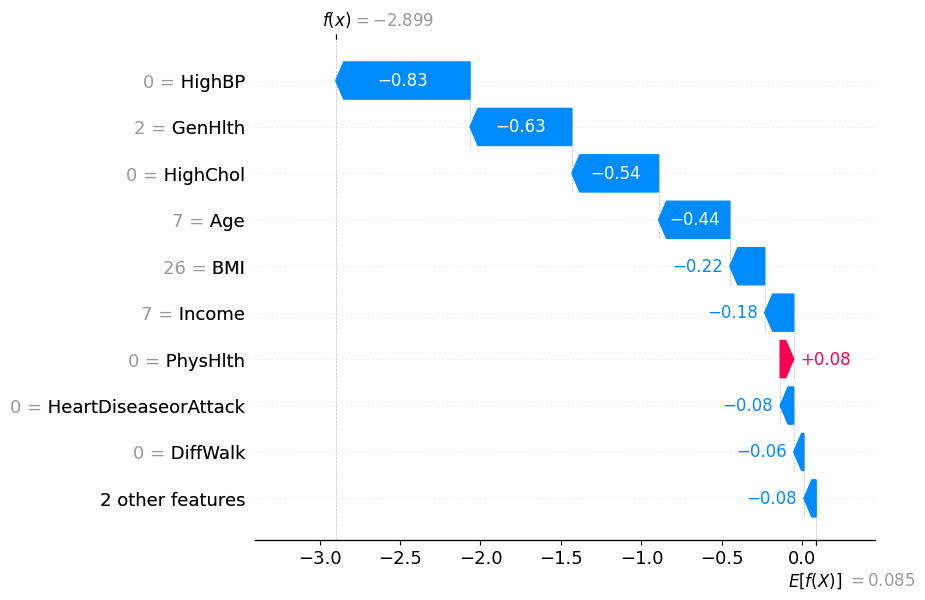 f(x) = −2.899
0 = HighBP −0.83
2 = GenHlth −0.63
0 = HighChol −0.54
7 = Age −0.44
26 = BMI −0.22
7 = Income −0.18
0 = PhysHlth +0.08
0 = HeartDiseaseorAttack −0.08
0 = DiffWalk −0.06
2 other features −0.08
−3.0 −2.5 −2.0 −1.5 −1.0 −0.5 0.0
E[f(X)] = 0.085